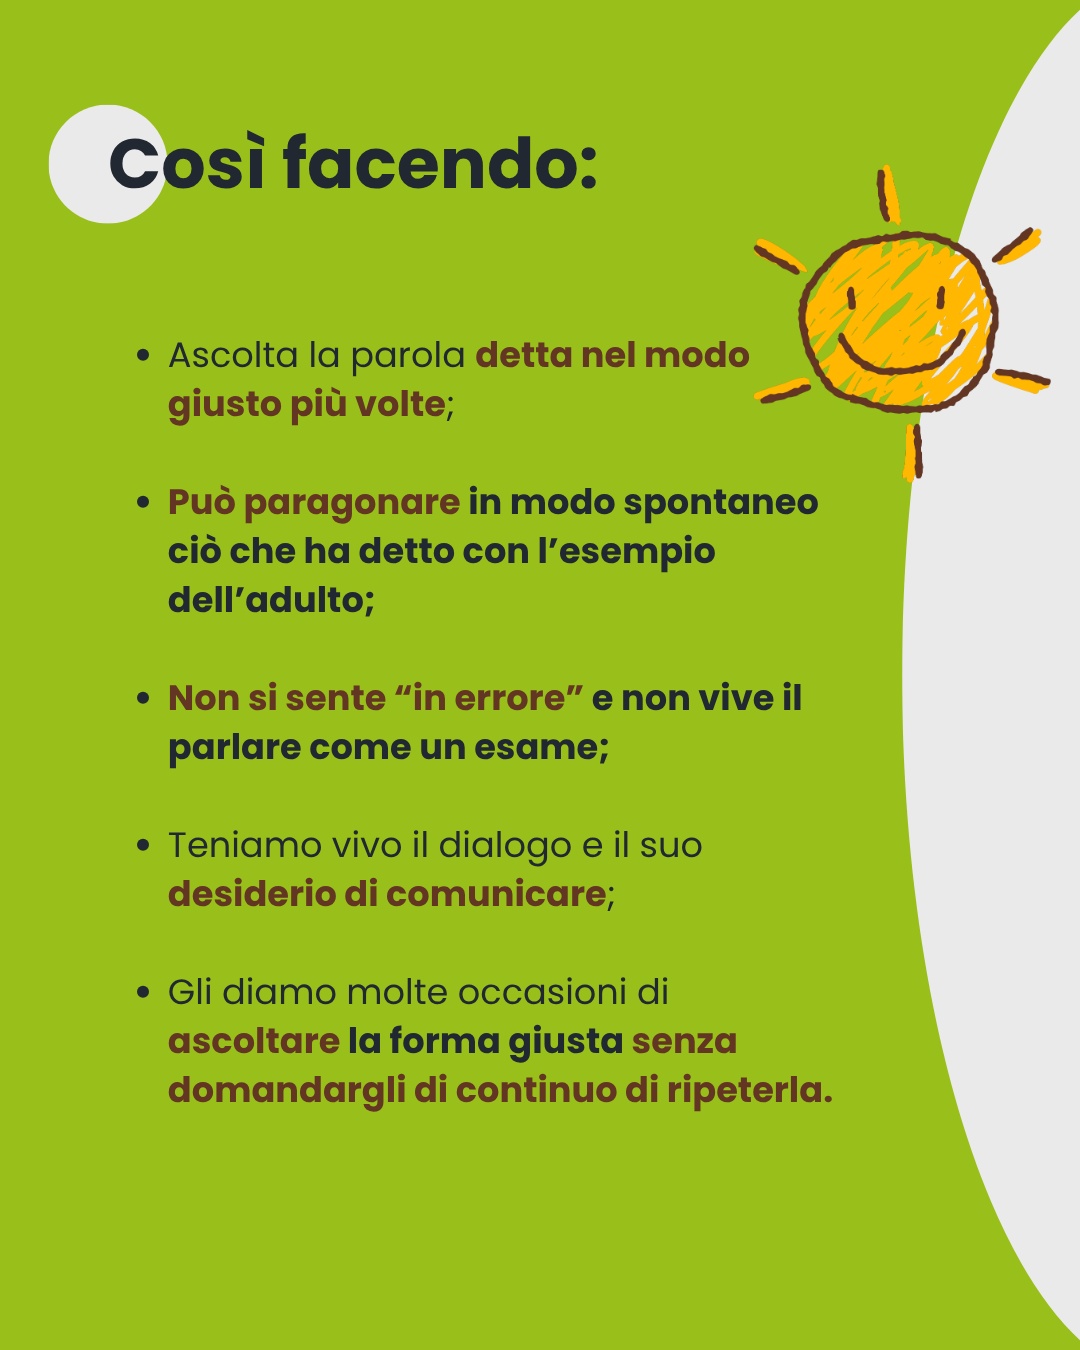 Così facendo:
• Ascolta la parola detta nel modo
giusto più volte;
• Può paragonare in modo spontaneo
ciò che ha detto con l’esempio
dell’adulto;
• Non si sente “in errore” e non vive il
parlare come un esame;
• Teniamo vivo il dialogo e il suo
desiderio di comunicare;
• Gli diamo molte occasioni di
ascoltare la forma giusta senza
domandargli di continuo di ripeterla.